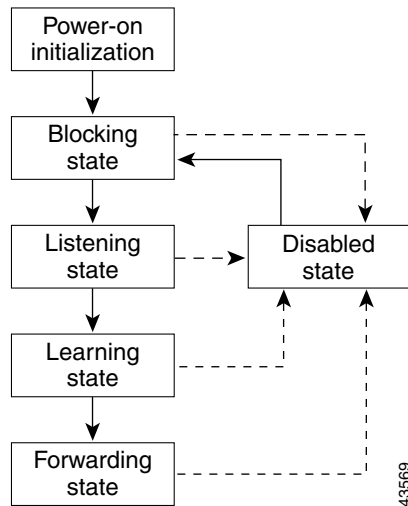 Power-on
initialization
Blocking
state
Listening
state
Disabled
state
Learning
state
Forwarding
state
43569